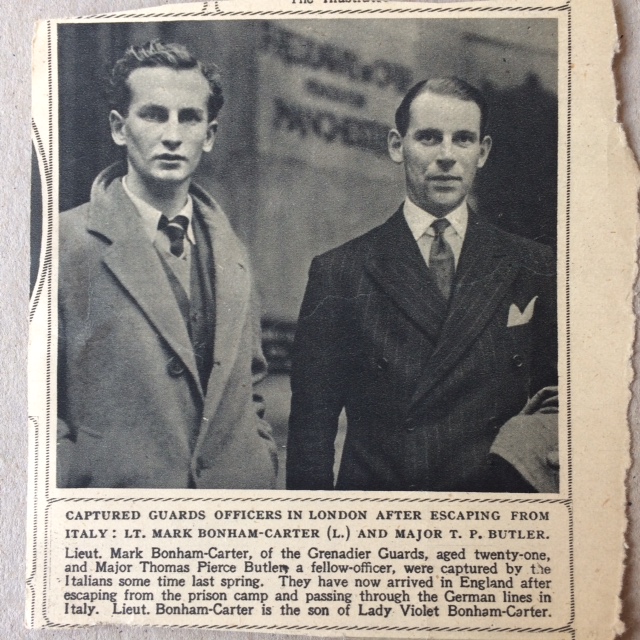 The Illustrate
CAPTURED GUARDS OFFICERS IN LONDON AFTER ESCAPING FROM
ITALY: LT. MARK BONHAM-CARTER (L.) AND MAJOR T. P. BUTLER.
Lieut. Mark Bonham-Carter, of the Grenadier Guards, aged twenty-one,
and Major Thomas Pierce Butler, a fellow-officer, were captured by the
Italians some time last spring. They have now arrived in England after
escaping from the prison camp and passing through the German lines in
Italy. Lieut. Bonham-Carter is the son of Lady Violet Bonham-Carter.